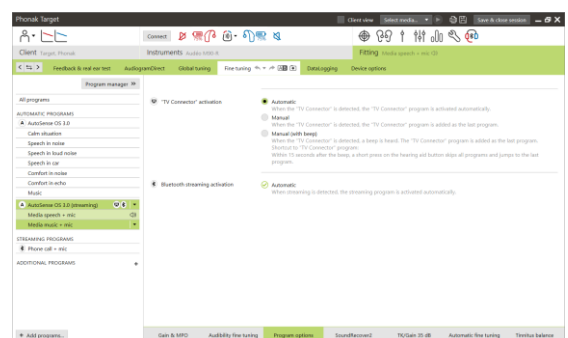 Phonak Target
Client view
Select media...
Save & close session
Connect
Client Target, Phonak
Instruments Audéo M90-R
Fitting Media speech + mic
Feedback & real ear test
AudiogramDirect
Global tuning
Fine tuning
DataLogging
Device options
Program manager
All programs
AUTOMATIC PROGRAMS
AutoSense OS 3.0
Calm situation
Speech in noise
Speech in loud noise
Speech in car
Comfort in noise
Comfort in echo
Music
AutoSense OS 3.0 (streaming)
Media speech + mic
Media music + mic
STREAMING PROGRAMS
Phone call + mic
ADDITIONAL PROGRAMS
+
Add programs...
"TV Connector" activation
Automatic
When the "TV Connector" is detected, the "TV Connector" program is activated automatically.
Manual
When the "TV Connector" is detected, the "TV Connector" program is added as the last program.
Manual (with beep)
When the "TV Connector" is detected, a beep is heard. The "TV Connector" program is added as the last program.
Shortcut to "TV Connector" program:
Within 15 seconds after the beep, a short press on the hearing aid button skips all programs and jumps to the last
program.
Bluetooth streaming activation
Automatic
When streaming is detected, the streaming program is activated automatically.
Gain & MPO
Audibility fine tuning
Program options
SoundRecover2
TK/Gain 35 dB
Automatic fine tuning
Tinnitus balance